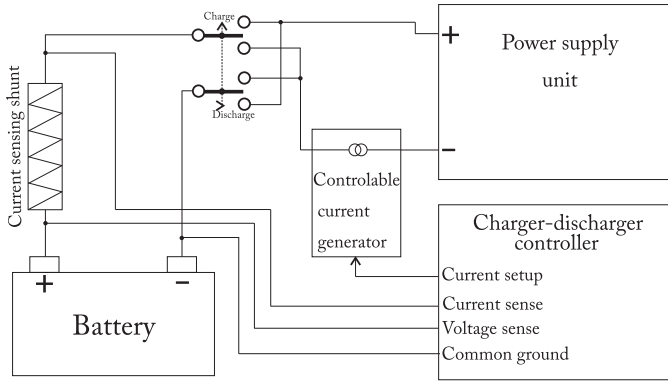 Charge
Discharge
Current sensing shunt
+
Power supply
unit
−
Controlable
current
generator
Charger-discharger
controller
Current setup
Current sense
Voltage sense
Common ground
+
−
Battery